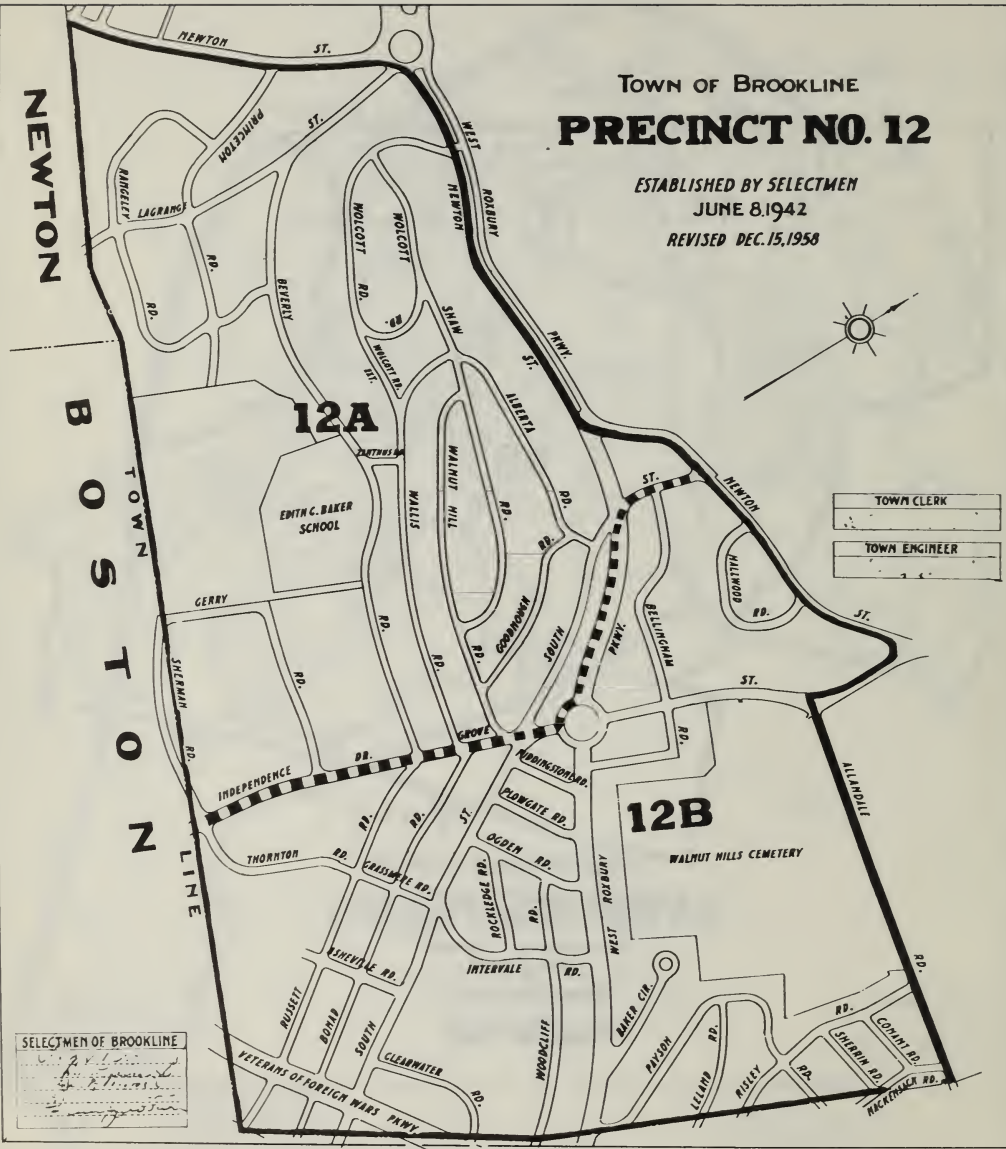 TOWN OF BROOKLINE
PRECINCT NO. 12
ESTABLISHED BY SELECTMEN
JUNE 8,1942
REVISED DEC. 15,1958
NEWTON ST.
NEWTON
PRINCETON
ST.
RANGELEY
LAGRANGE
RD.
RD.
BEVERLY
WOLCOTT
RD.
WOLCOTT
RD.
WEST ROXBURY PKWY.
NEWTON
ST.
SHAW
WOLCOTT RD.
EXT.
ALBERTA
RD.
12A
WALNUT HILL
RD.
WALLIS
RD.
EDITH C. BAKER
SCHOOL
BOSTON
TOWN LINE
GERRY
RD.
SHERMAN
RD.
RD.
RD.
GOODNOUGH
RD.
SOUTH
ST.
PKWY.
BELLINGHAM
RD.
NEWTON
ST.
HALLWOOD
RD.
TOWN CLERK
TOWN ENGINEER
ST.
ALLANDALE
RD.
INDEPENDENCE DR.
GROVE
PUDDINGSTONE RD.
PLOWGATE RD.
OGDEN RD.
12B
WALNUT HILLS CEMETERY
THORNTON RD.
RD.
RD.
ST.
GRASSMERE RD.
ROCKLEDGE RD.
RD.
WEST ROXBURY
INTERVALE RD.
ASHEVILLE RD.
RUSSETT
BONAD
SOUTH
CLEARWATER
RD.
WOODCLIFF
BAKER CIR.
PAYSON
RD.
LELAND
RD.
RISLEY
RD.
SHERRIN RD.
CONANT RD.
HACKENSACK RD.
VETERANS OF FOREIGN WARS PKWY
SELECTMEN OF BROOKLINE